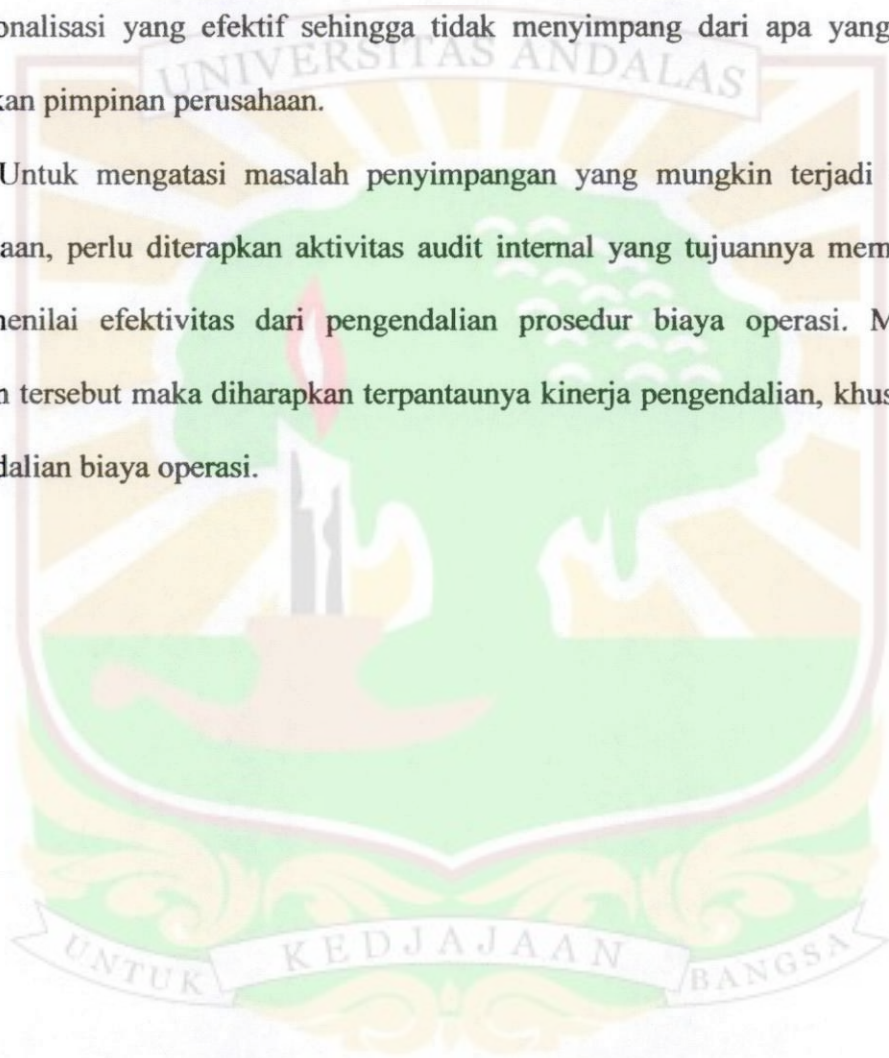 onalisasi yang efektif sehingga tidak menyimpang dari apa yang
UNIVERSITAS ANDALAS
kan pimpinan perusahaan.
Untuk mengatasi masalah penyimpangan yang mungkin terjadi
aan, perlu diterapkan aktivitas audit internal yang tujuannya mem
enilai efektivitas dari pengendalian prosedur biaya operasi. M
n tersebut maka diharapkan terpantaunya kinerja pengendalian, khus
dalian biaya operasi.
UNTUK KEDJAJAAN BANGSA